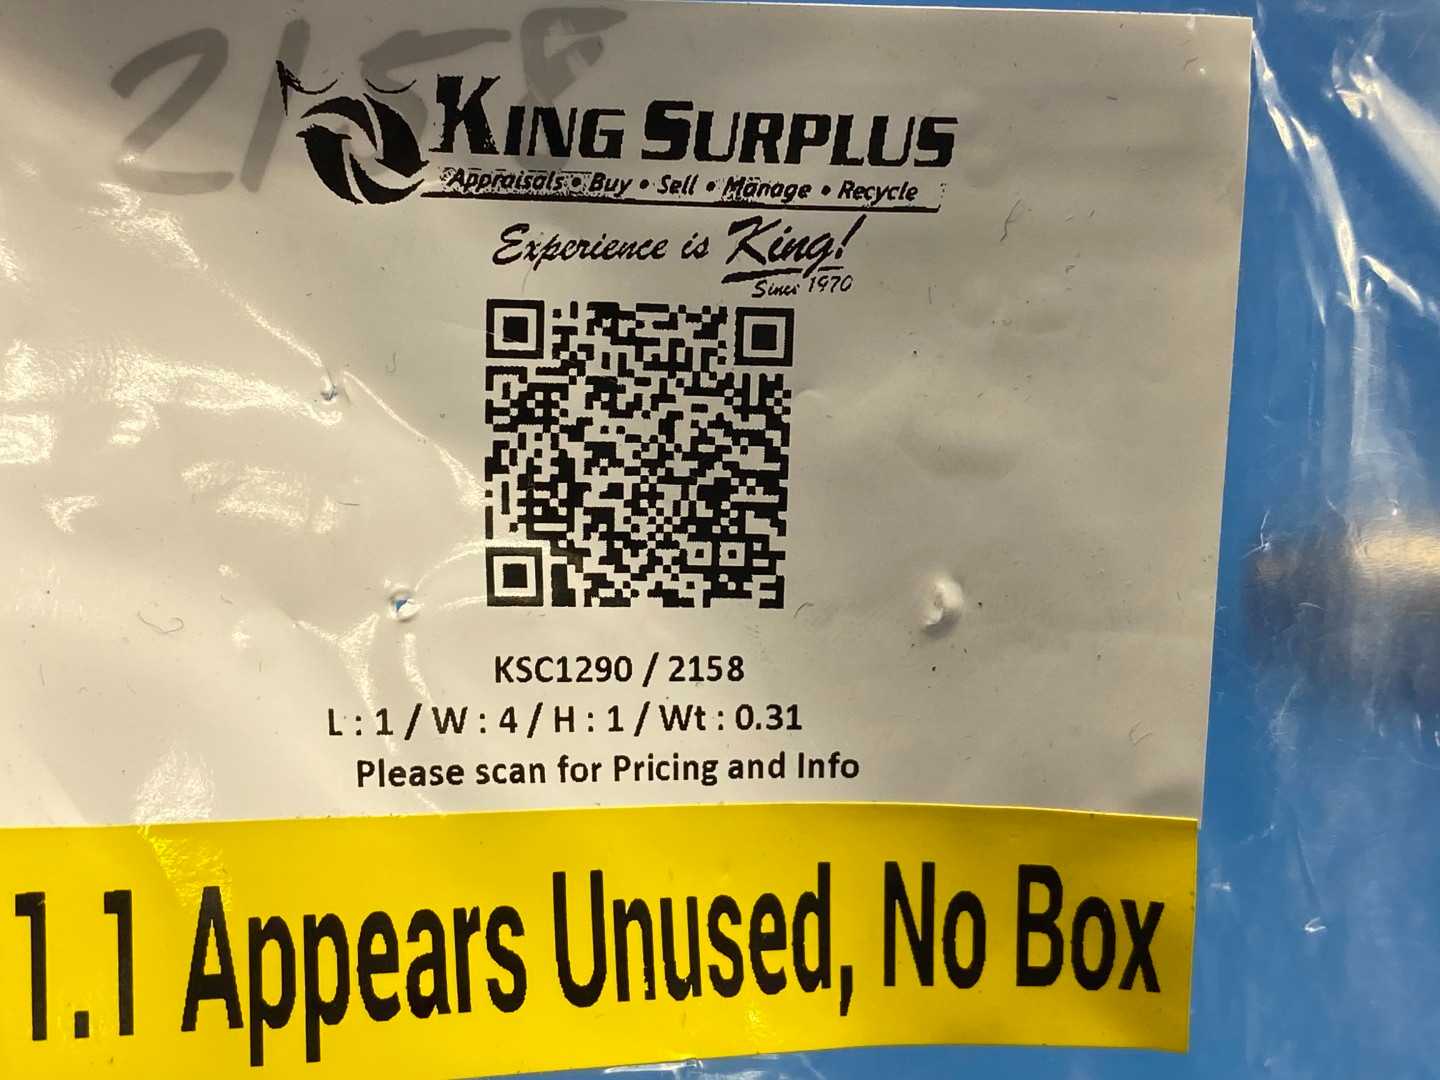 2158
KING SURPLUS
Appraisals • Buy • Sell • Manage • Recycle
Experience is King!
Since 1970
KSC1290 / 2158
L : 1 / W : 4 / H : 1 / Wt : 0.31
Please scan for Pricing and Info
1.1 Appears Unused, No Box